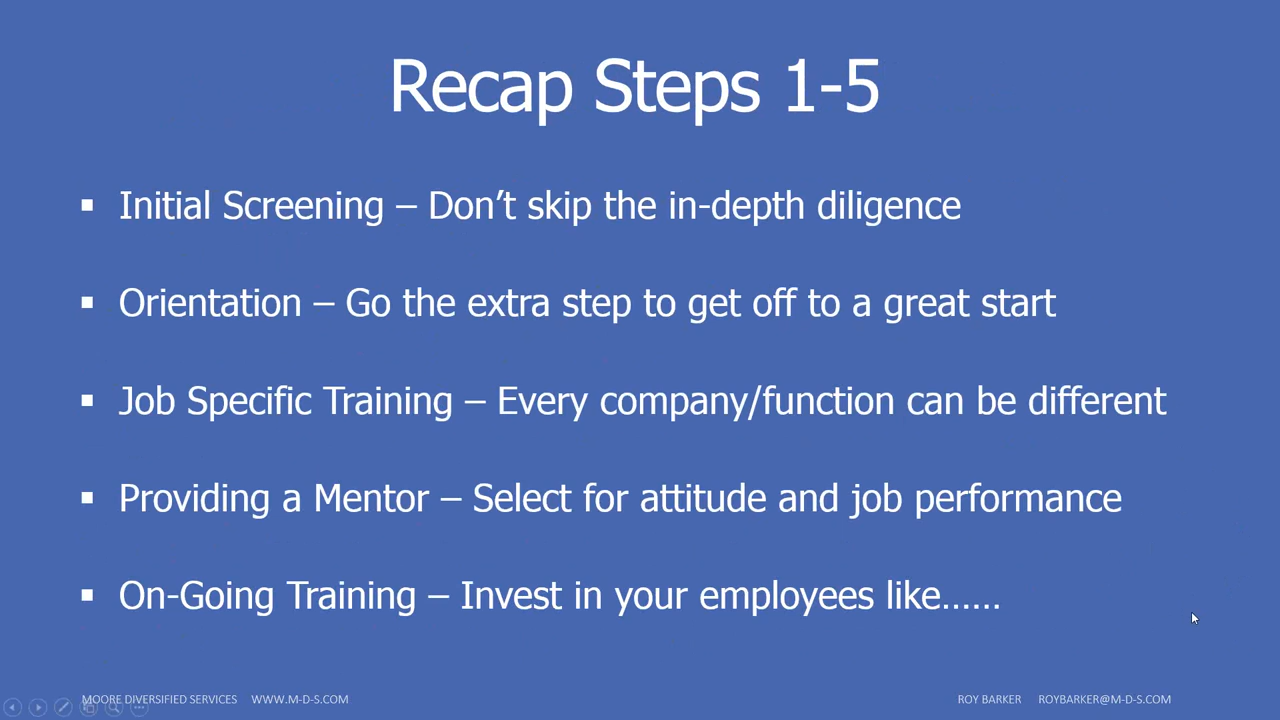 Recap Steps 1-5
▪ Initial Screening – Don’t skip the in-depth diligence
▪ Orientation – Go the extra step to get off to a great start
▪ Job Specific Training – Every company/function can be different
▪ Providing a Mentor – Select for attitude and job performance
▪ On-Going Training – Invest in your employees like……
MOORE DIVERSIFIED SERVICES WWW.M-D-S.COM ROY BARKER ROYBARKER@M-D-S.COM